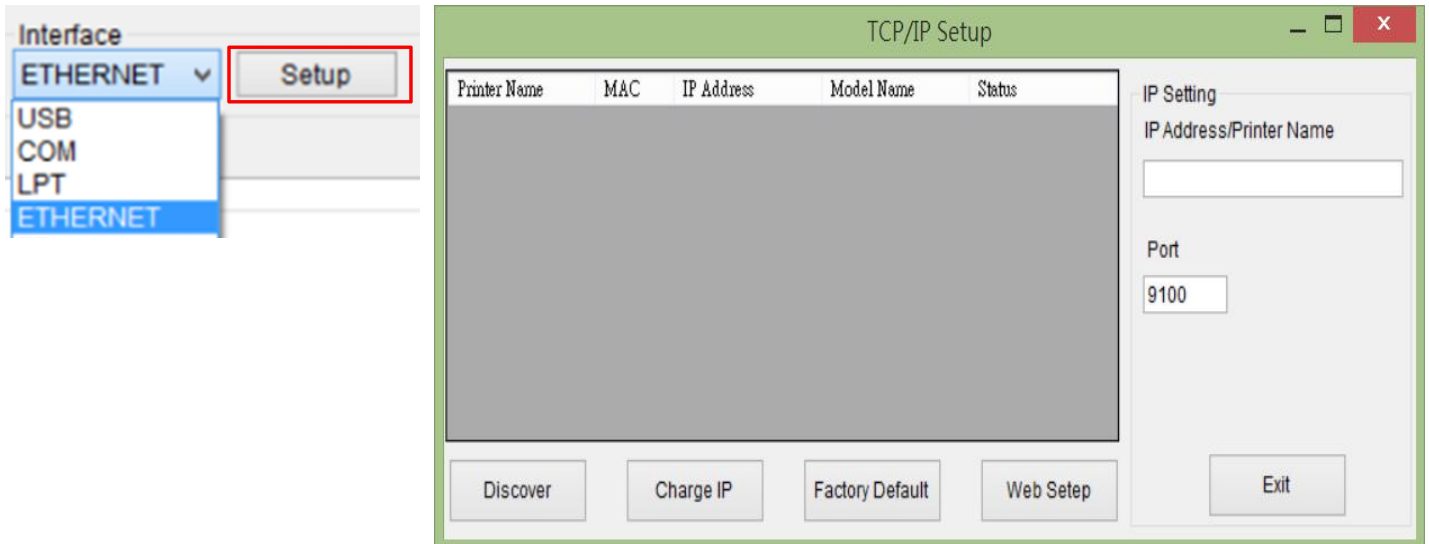 Interface
ETHERNET Setup
USB
COM
LPT
ETHERNET
TCP/IP Setup
X
Printer Name MAC IP Address Model Name Status
IP Setting
IP Address/Printer Name
Port
9100
Discover Charge IP Factory Default Web Setep Exit